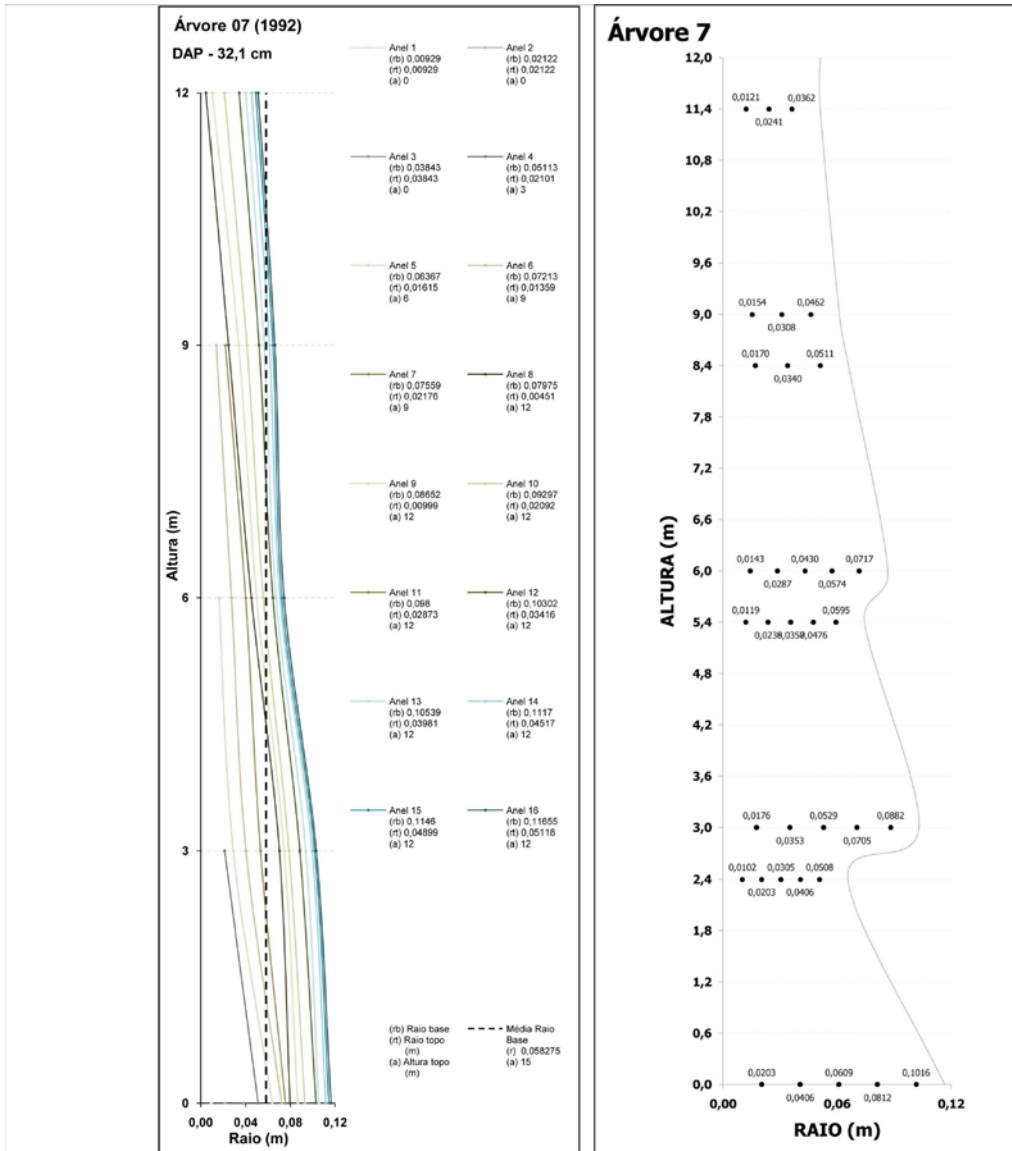 Árvore 07 (1992)
DAP - 32,1 cm
Anel 1
(rb) 0,00929
(rt) 0,00929
(a) 0
Anel 2
(rb) 0,02122
(rt) 0,02122
(a) 0
Anel 3
(rb) 0,03843
(rt) 0,03843
(a) 0
Anel 4
(rb) 0,05113
(rt) 0,02101
(a) 3
Anel 5
(rb) 0,06367
(rt) 0,01615
(a) 6
Anel 6
(rb) 0,07213
(rt) 0,01359
(a) 9
Anel 7
(rb) 0,07559
(rt) 0,02176
(a) 9
Anel 8
(rb) 0,07975
(rt) 0,00451
(a) 12
Anel 9
(rb) 0,08652
(rt) 0,00999
(a) 12
Anel 10
(rb) 0,09297
(rt) 0,02092
(a) 12
Anel 11
(rb) 0,098
(rt) 0,02873
(a) 12
Anel 12
(rb) 0,10302
(rt) 0,03416
(a) 12
Anel 13
(rb) 0,10539
(rt) 0,03981
(a) 12
Anel 14
(rb) 0,1117
(rt) 0,04517
(a) 12
Anel 15
(rb) 0,1146
(rt) 0,04899
(a) 12
Anel 16
(rb) 0,11655
(rt) 0,05118
(a) 12
(rb) Raio base
(rt) Raio topo
(m)
(a) Altura topo
(m)
Média Raio
Base
(r) 0,058275
(a) 15
12
9
6
3
0
Altura (m)
0,00 0,04 0,08 0,12
Raio (m)
Árvore 7
12,0
11,4
10,8
10,2
9,6
9,0
8,4
7,8
7,2
6,6
6,0
5,4
4,8
4,2
3,6
3,0
2,4
1,8
1,2
0,6
0,0
ALTURA (m)
0,0121 0,0362
0,0241
0,0154 0,0462
0,0308
0,0170 0,0511
0,0340
0,0143 0,0430 0,0717
0,0287 0,0574
0,0119 0,0595
0,0238 0,0357 0,0476
0,0176 0,0529 0,0882
0,0353 0,0705
0,0102 0,0305 0,0508
0,0203 0,0406
0,0203 0,0609 0,1016
0,0406 0,0812
0,00 0,06 0,12
RAIO (m)